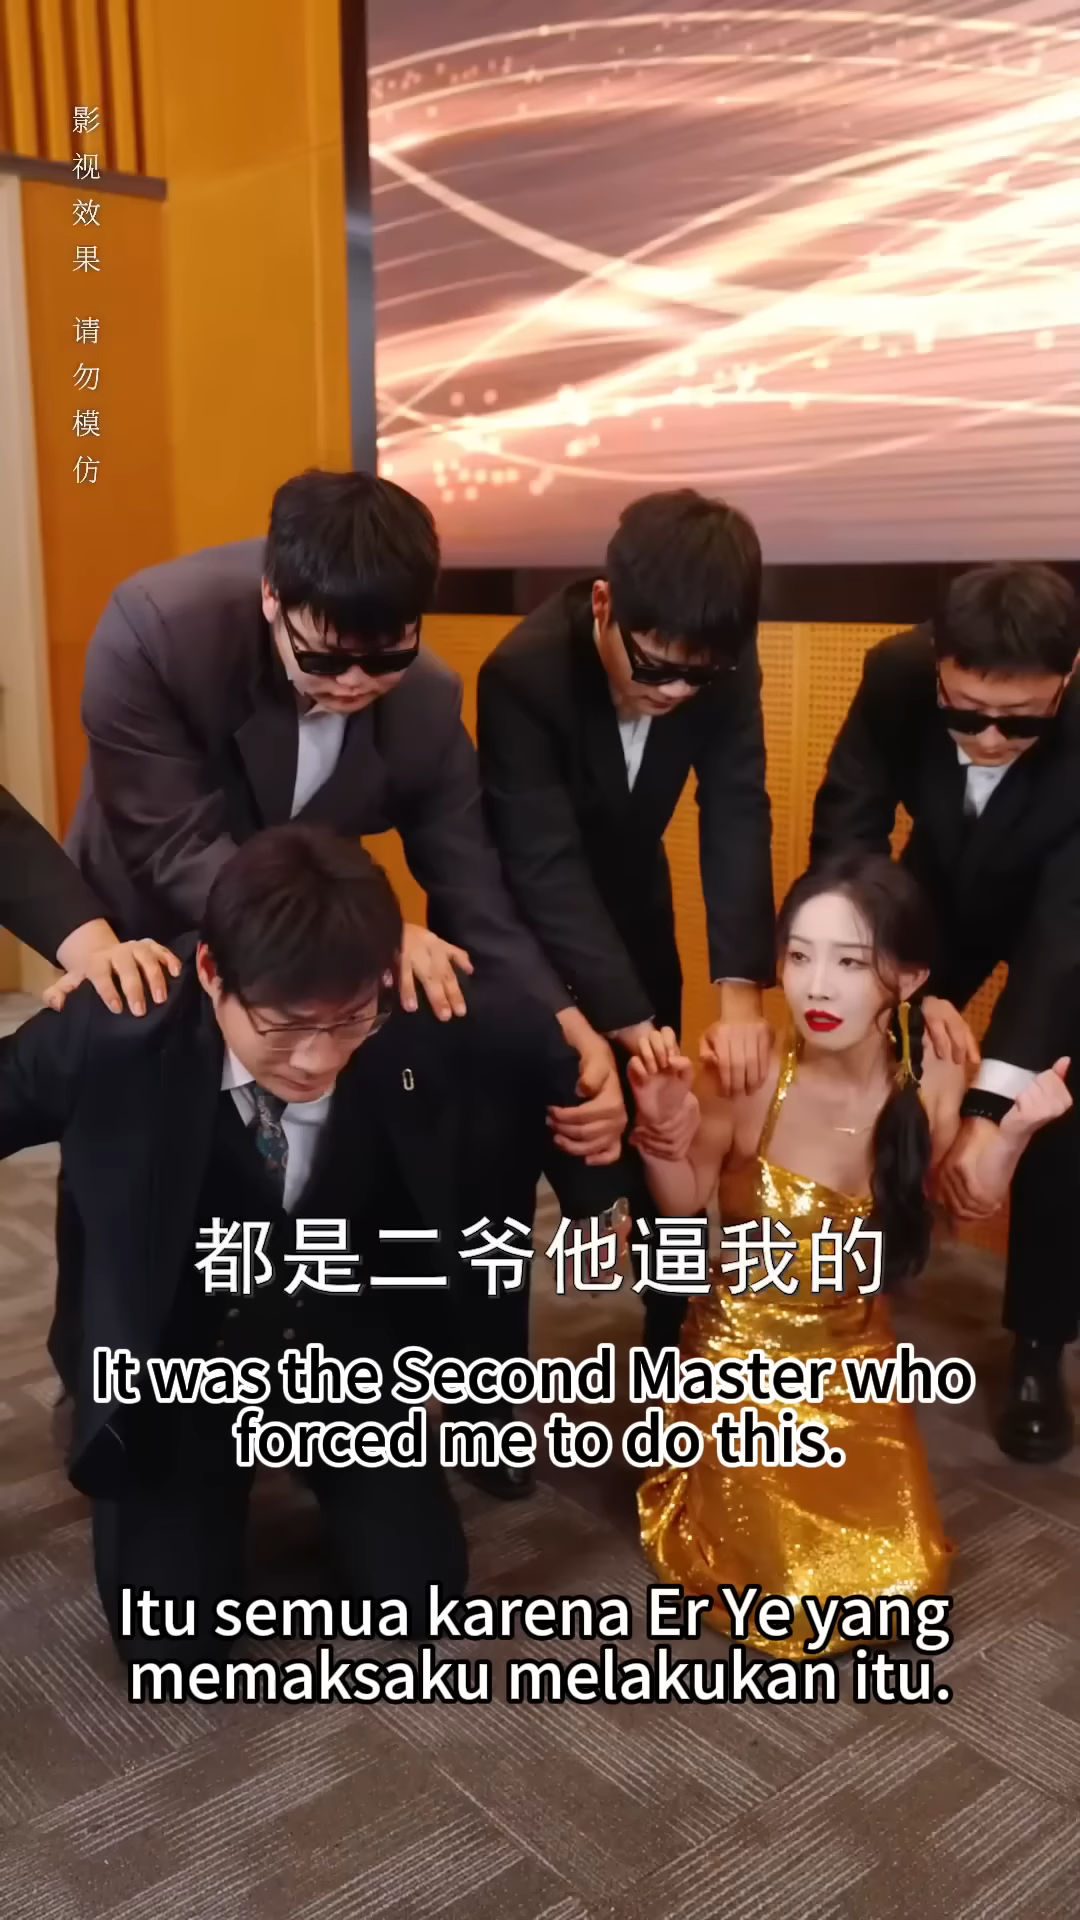 影视效果 请勿模仿
都是二爷他逼我的
It was the Second Master who
forced me to do this.
Itu semua karena Er Ye yang
memaksaku melakukan itu.